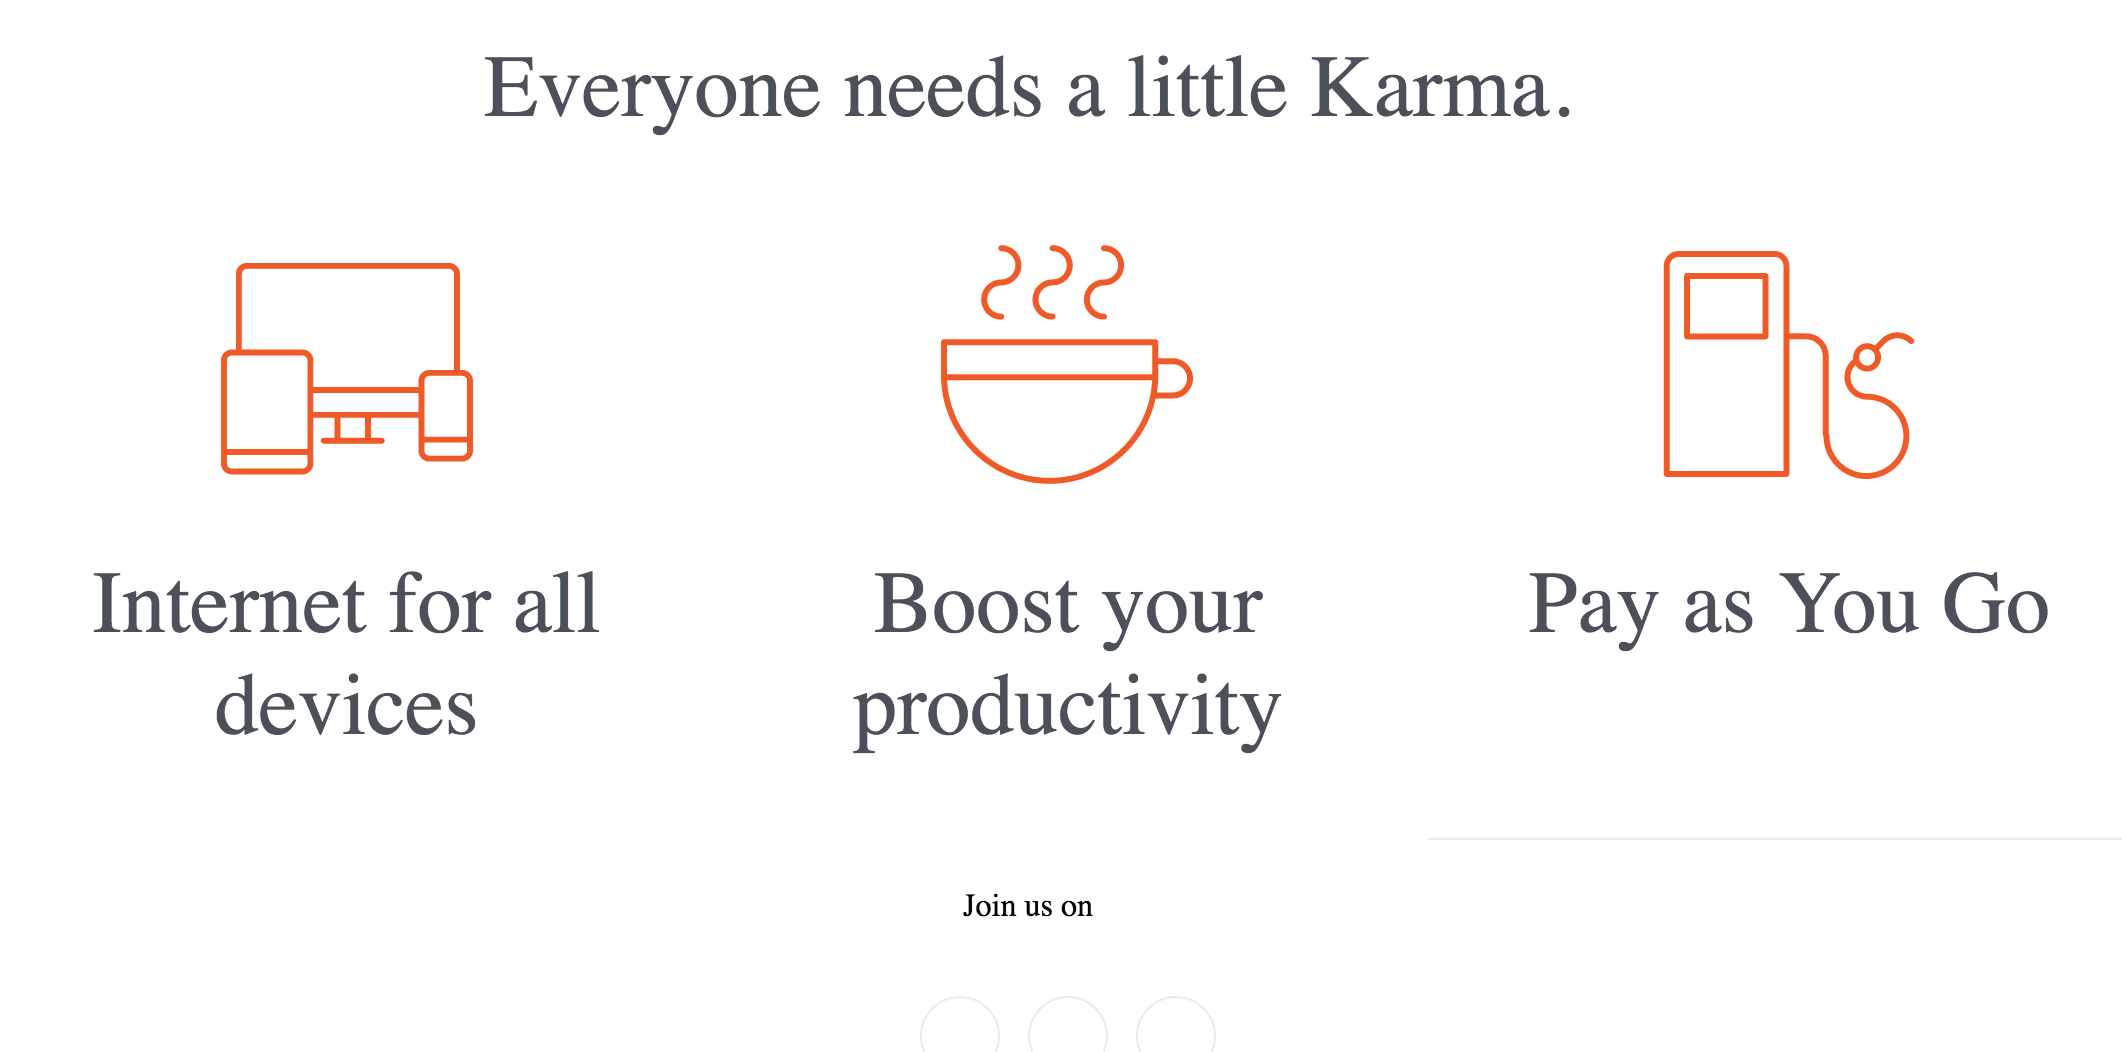 Everyone needs a little Karma.
Internet for all
devices
Boost your
productivity
Pay as You Go
Join us on